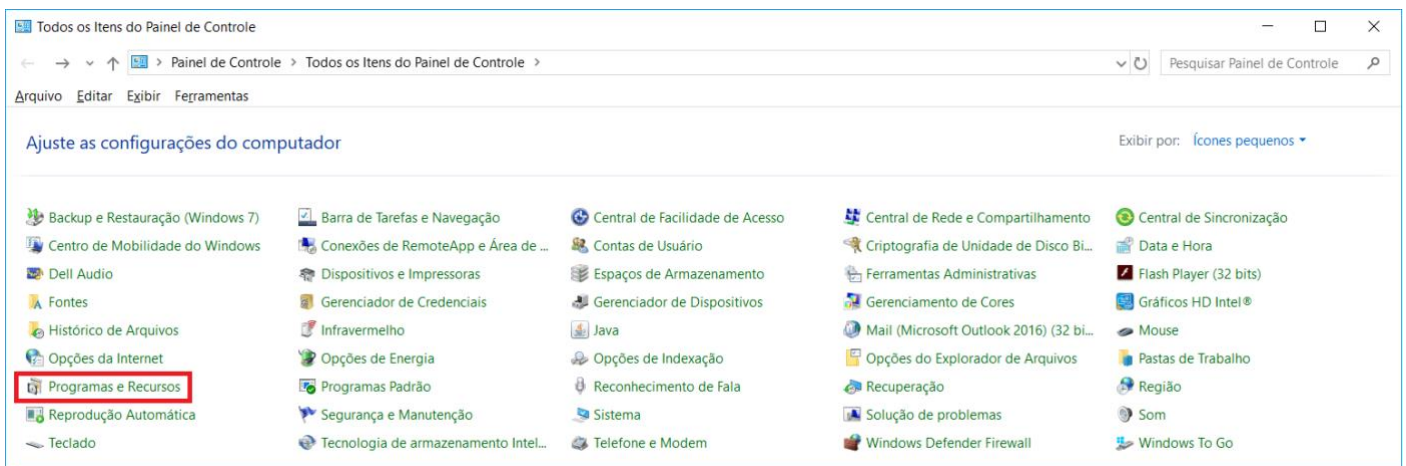 Todos os Itens do Painel de Controle
Painel de Controle > Todos os Itens do Painel de Controle >
Pesquisar Painel de Controle
Arquivo Editar Exibir Ferramentas
Ajuste as configurações do computador
Exibir por: Ícones pequenos
Backup e Restauração (Windows 7) Barra de Tarefas e Navegação Central de Facilidade de Acesso Central de Rede e Compartilhamento Central de Sincronização
Centro de Mobilidade do Windows Conexões de RemoteApp e Área de ... Contas de Usuário Criptografia de Unidade de Disco Bi... Data e Hora
Dell Audio Dispositivos e Impressoras Espaços de Armazenamento Ferramentas Administrativas Flash Player (32 bits)
Fontes Gerenciador de Credenciais Gerenciador de Dispositivos Gerenciamento de Cores Gráficos HD Intel®
Histórico de Arquivos Infravermelho Java Mail (Microsoft Outlook 2016) (32 bi... Mouse
Opções da Internet Opções de Energia Opções de Indexação Opções do Explorador de Arquivos Pastas de Trabalho
Programas e Recursos Programas Padrão Reconhecimento de Fala Recuperação Região
Reprodução Automática Segurança e Manutenção Sistema Solução de problemas Som
Teclado Tecnologia de armazenamento Intel... Telefone e Modem Windows Defender Firewall Windows To Go